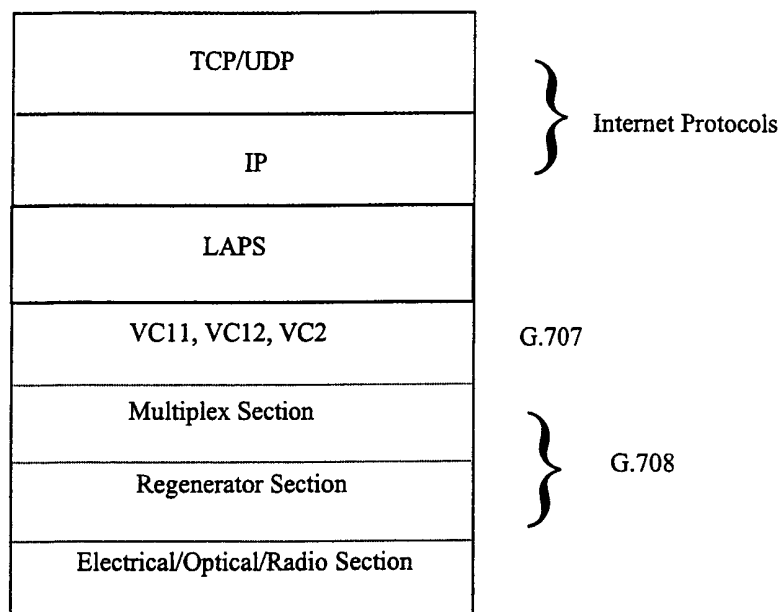 TCP/UDP
Internet Protocols
IP
LAPS
VC11, VC12, VC2
G.707
Multiplex Section
G.708
Regenerator Section
Electrical/Optical/Radio Section